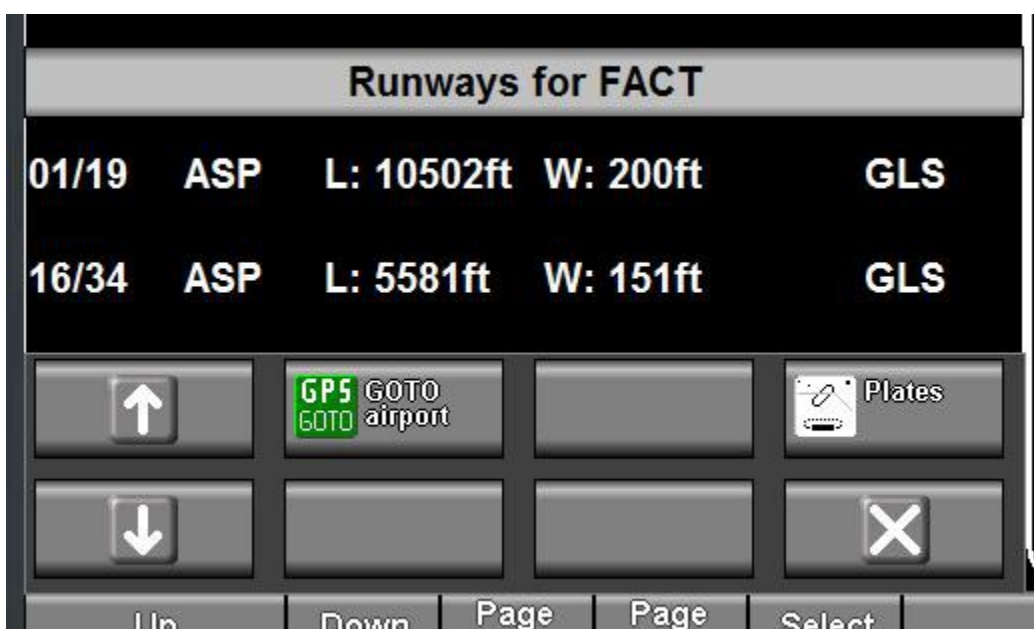 Runways for FACT
01/19 ASP L: 10502ft W: 200ft GLS
16/34 ASP L: 5581ft W: 151ft GLS
GPS GOTO GOTO airport
Plates
Up Down Page Page Select